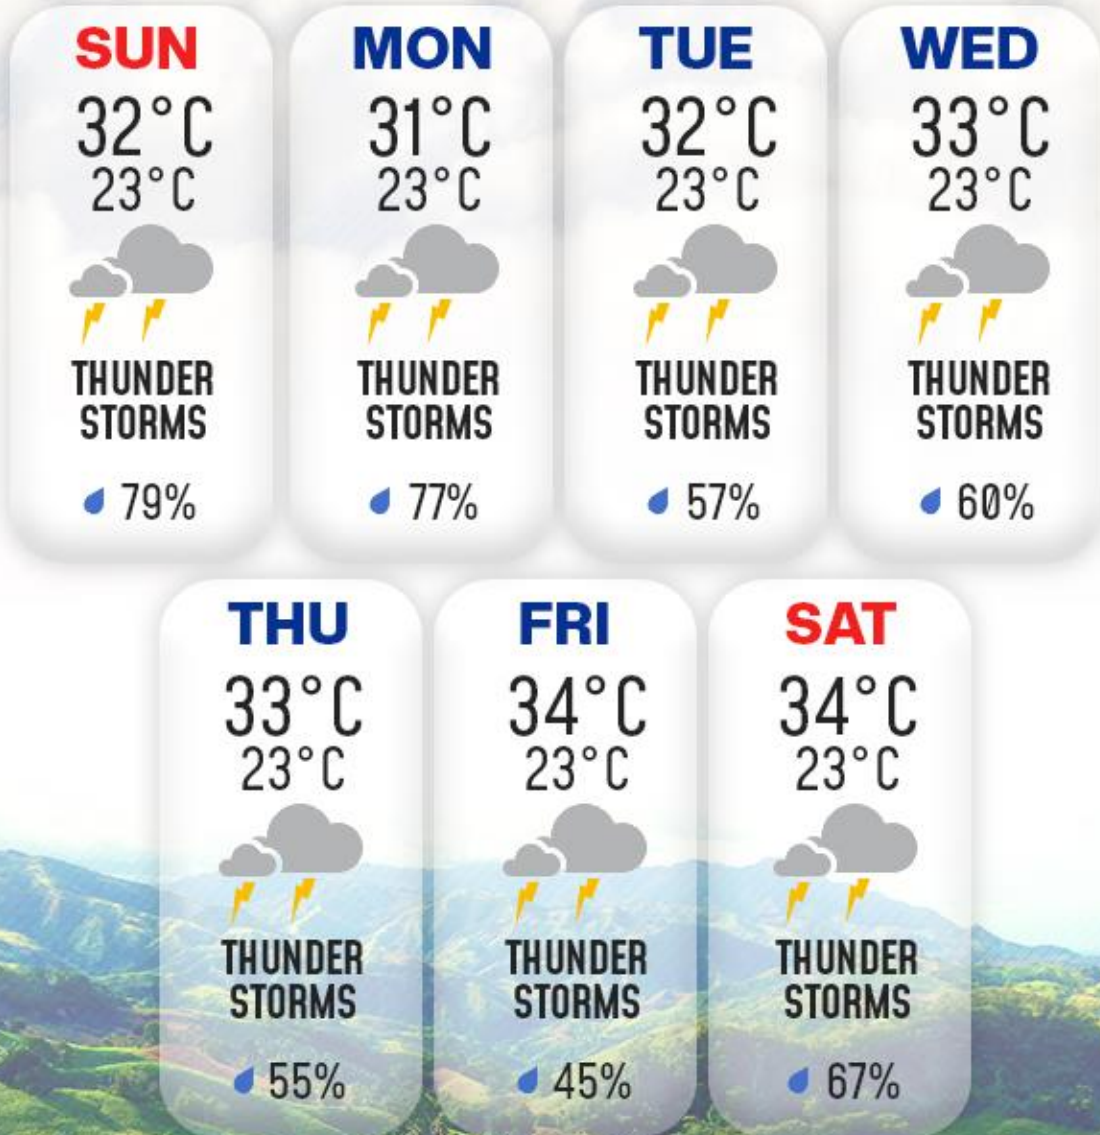 SUN
32°C
23°C
THUNDER
STORMS
79%
MON
31°C
23°C
THUNDER
STORMS
77%
TUE
32°C
23°C
THUNDER
STORMS
57%
WED
33°C
23°C
THUNDER
STORMS
60%
THU
33°C
23°C
THUNDER
STORMS
55%
FRI
34°C
23°C
THUNDER
STORMS
45%
SAT
34°C
23°C
THUNDER
STORMS
67%